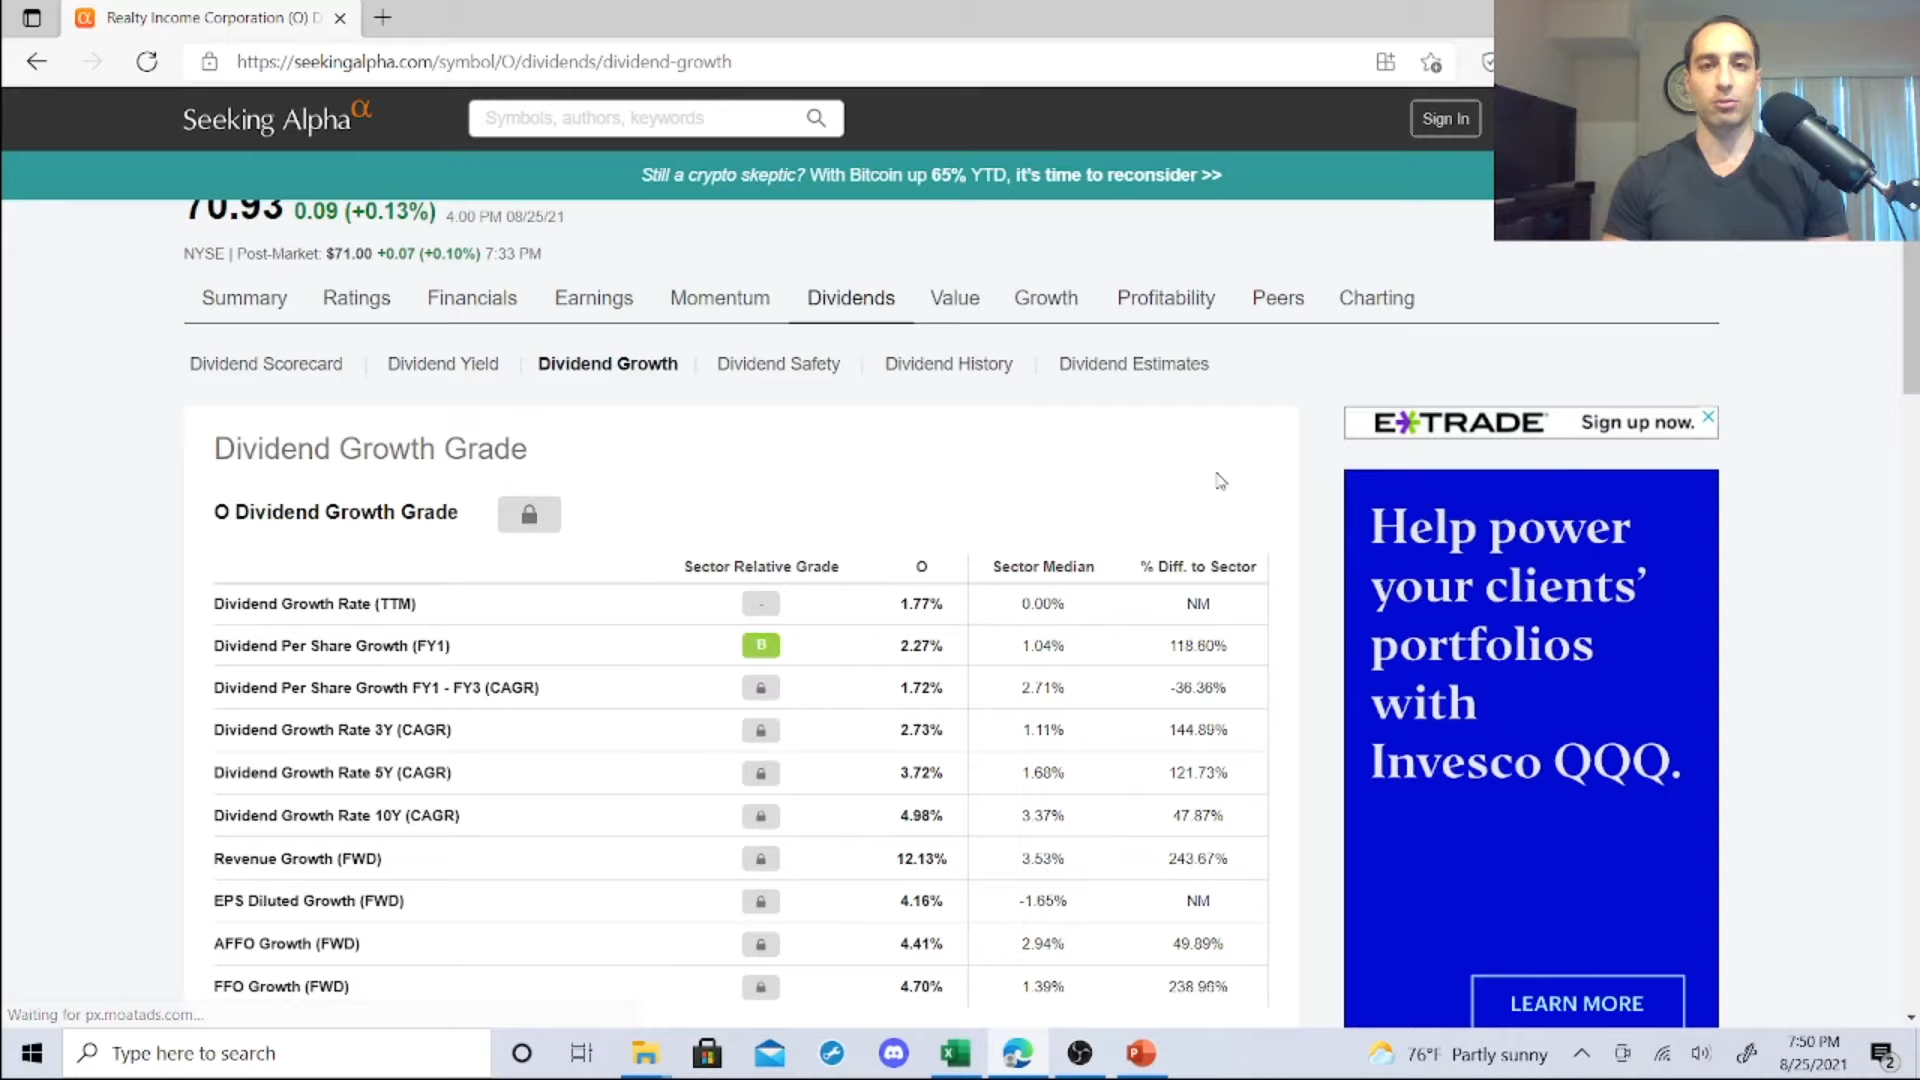 Realty Income Corporation (O) D
https://seekingalpha.com/symbol/O/dividends/dividend-growth
Seeking Alpha α
Symbols, authors, keywords
Sign In
Still a crypto skeptic? With Bitcoin up 65% YTD, it's time to reconsider >>
70.93 0.09 (+0.13%) 4:00 PM 08/25/21
NYSE | Post-Market: $71.00 +0.07 (+0.10%) 7:33 PM
Summary Ratings Financials Earnings Momentum Dividends Value Growth Profitability Peers Charting
Dividend Scorecard | Dividend Yield | Dividend Growth | Dividend Safety | Dividend History | Dividend Estimates
Dividend Growth Grade
O Dividend Growth Grade
Sector Relative Grade O Sector Median % Diff. to Sector
Dividend Growth Rate (TTM) - 1.77% 0.00% NM
Dividend Per Share Growth (FY1) B 2.27% 1.04% 118.60%
Dividend Per Share Growth FY1 - FY3 (CAGR) 1.72% 2.71% -36.36%
Dividend Growth Rate 3Y (CAGR) 2.73% 1.11% 144.89%
Dividend Growth Rate 5Y (CAGR) 3.72% 1.68% 121.73%
Dividend Growth Rate 10Y (CAGR) 4.98% 3.37% 47.87%
Revenue Growth (FWD) 12.13% 3.53% 243.67%
EPS Diluted Growth (FWD) 4.16% -1.65% NM
AFFO Growth (FWD) 4.41% 2.94% 49.89%
FFO Growth (FWD) 4.70% 1.39% 238.96%
E*TRADE Sign up now.
Help power
your clients'
portfolios
with
Invesco QQQ.
LEARN MORE
Waiting for px.moatads.com...
Type here to search
76°F Partly sunny
7:50 PM
8/25/2021
2